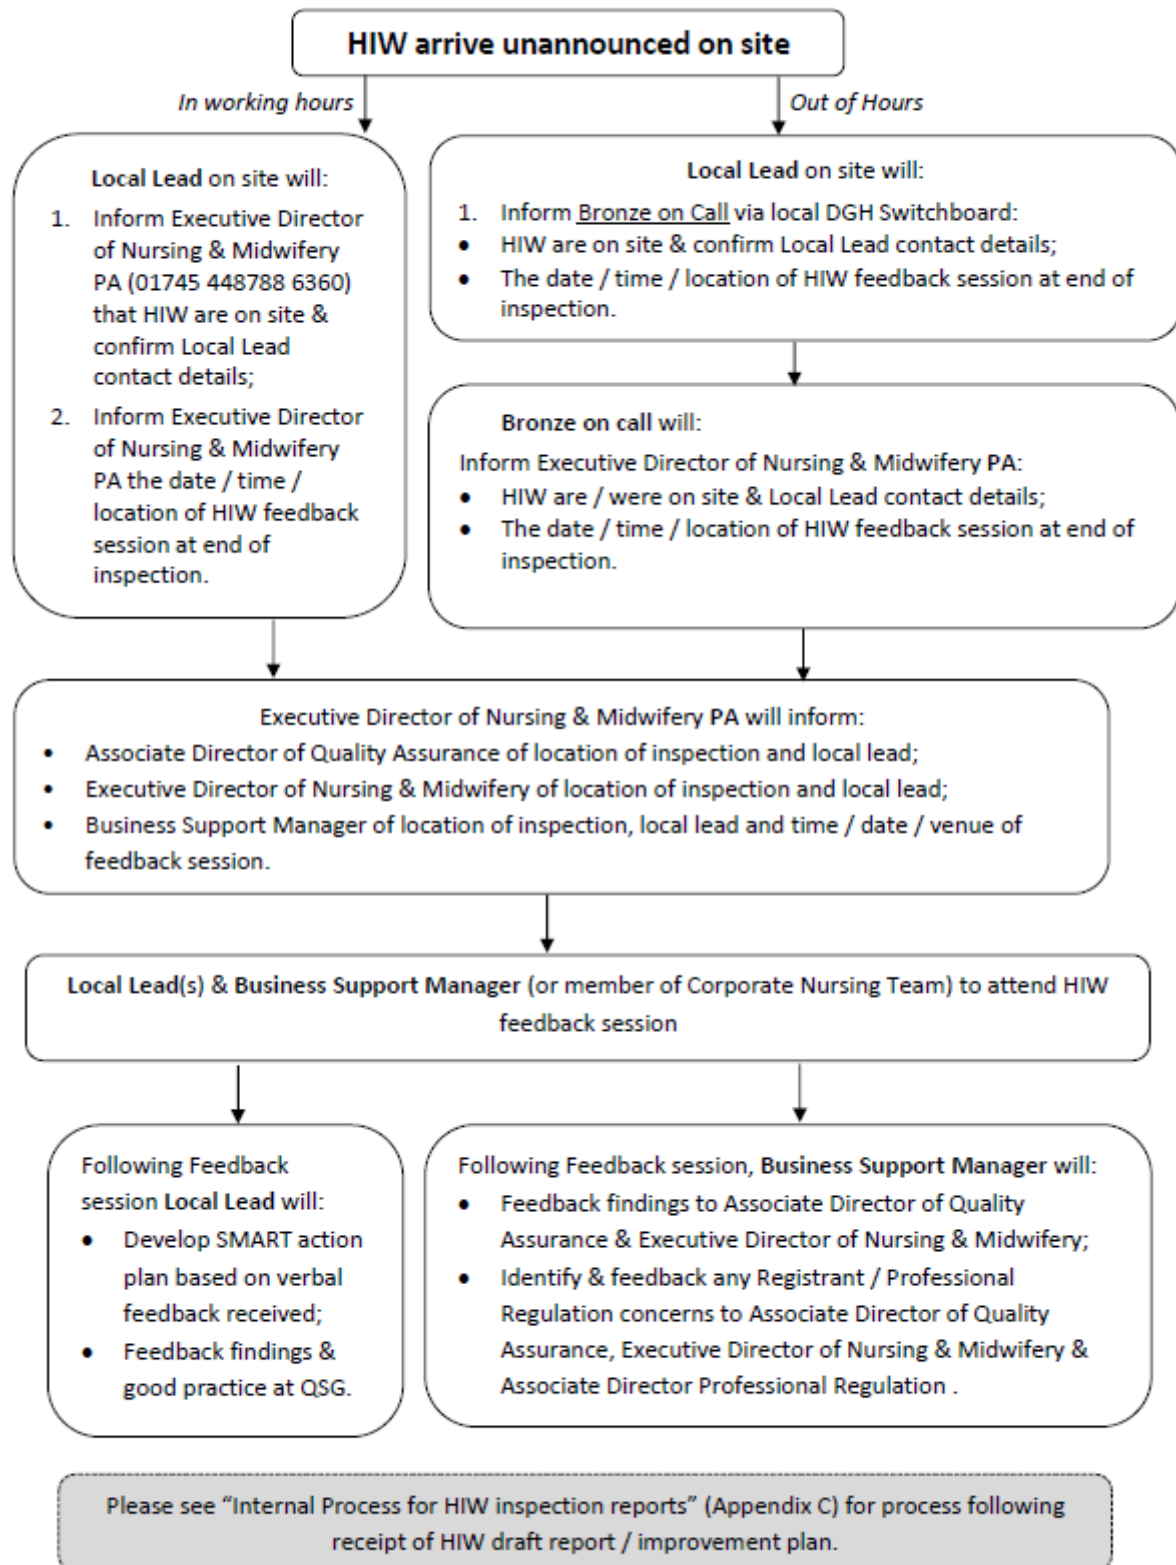 HIW arrive unannounced on site
In working hours
Out of Hours
Local Lead on site will:
1. Inform Executive Director
of Nursing & Midwifery
PA (01745 448788 6360)
that HIW are on site &
confirm Local Lead
contact details;
2. Inform Executive Director
of Nursing & Midwifery
PA the date / time /
location of HIW feedback
session at end of
inspection.
Local Lead on site will:
1. Inform Bronze on Call via local DGH Switchboard:
• HIW are on site & confirm Local Lead contact details;
• The date / time / location of HIW feedback session at end of
inspection.
Bronze on call will:
Inform Executive Director of Nursing & Midwifery PA:
• HIW are / were on site & Local Lead contact details;
• The date / time / location of HIW feedback session at end of
inspection.
Executive Director of Nursing & Midwifery PA will inform:
• Associate Director of Quality Assurance of location of inspection and local lead;
• Executive Director of Nursing & Midwifery of location of inspection and local lead;
• Business Support Manager of location of inspection, local lead and time / date / venue of
feedback session.
Local Lead(s) & Business Support Manager (or member of Corporate Nursing Team) to attend HIW
feedback session
Following Feedback
session Local Lead will:
• Develop SMART action
plan based on verbal
feedback received;
• Feedback findings &
good practice at QSG.
Following Feedback session, Business Support Manager will:
• Feedback findings to Associate Director of Quality
Assurance & Executive Director of Nursing & Midwifery;
• Identify & feedback any Registrant / Professional
Regulation concerns to Associate Director of Quality
Assurance, Executive Director of Nursing & Midwifery &
Associate Director Professional Regulation .
Please see “Internal Process for HIW inspection reports” (Appendix C) for process following
receipt of HIW draft report / improvement plan.